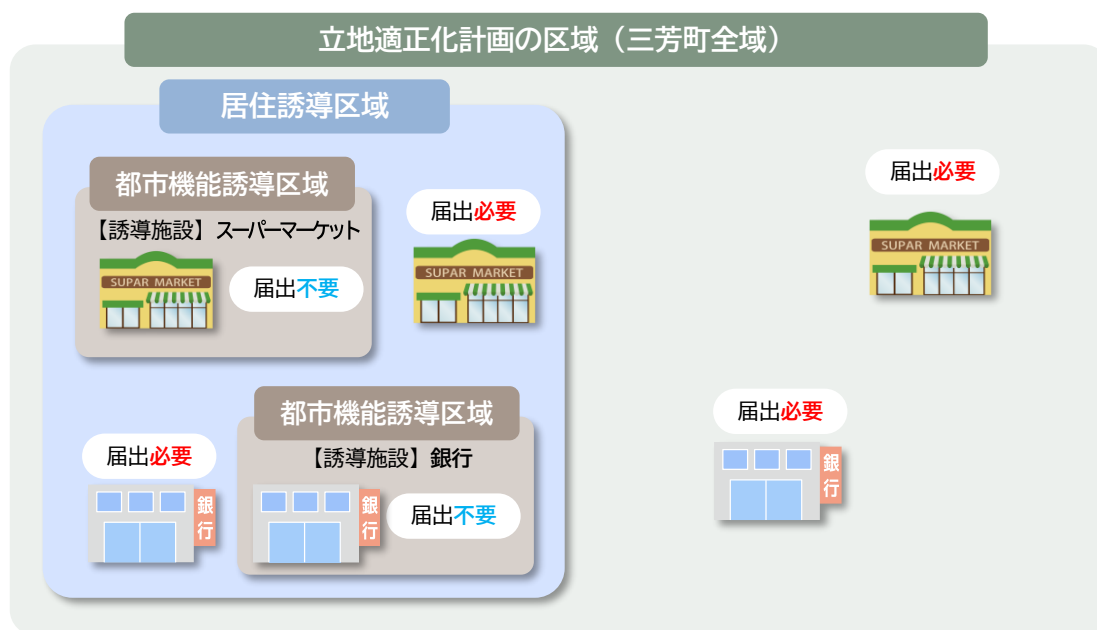 立地適正化計画の区域（三芳町全域）
居住誘導区域
都市機能誘導区域
【誘導施設】スーパーマーケット
SUPAR MARKET
届出不要
届出必要
SUPAR MARKET
届出必要
SUPAR MARKET
都市機能誘導区域
【誘導施設】銀行
届出必要
銀行
銀行
届出不要
届出必要
銀行